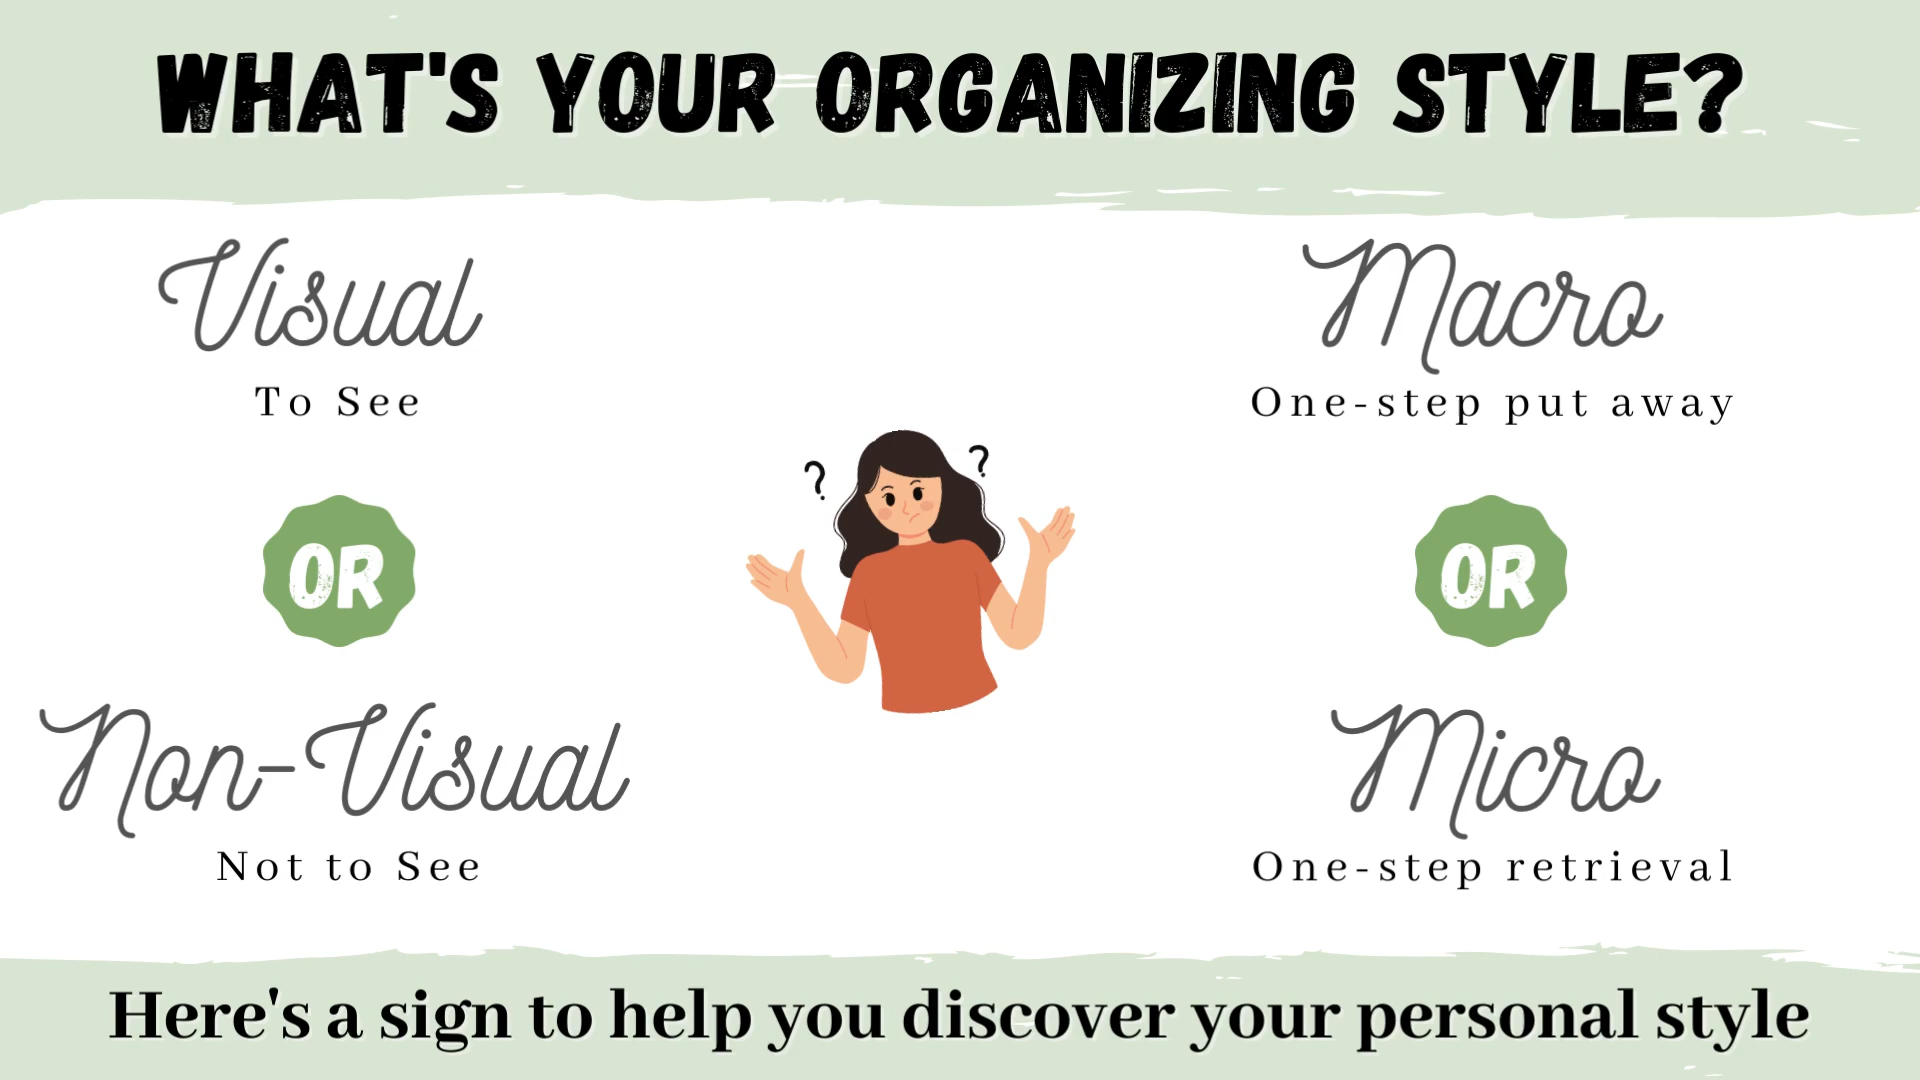 WHAT'S YOUR ORGANIZING STYLE?
Visual
To See
OR
Non-Visual
Not to See
? ?
Macro
One-step put away
OR
Micro
One-step retrieval
Here's a sign to help you discover your personal style